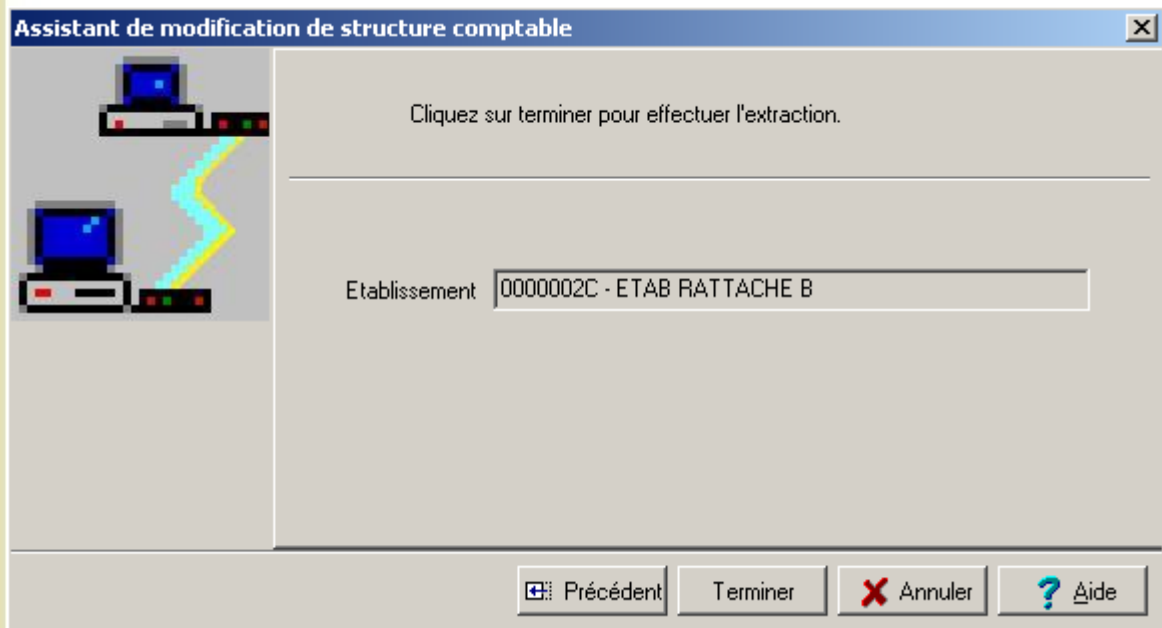 Assistant de modification de structure comptable
Cliquez sur terminer pour effectuer l'extraction.
Etablissement 0000002C - ETAB RATTACHE B
Précédent Terminer Annuler Aide